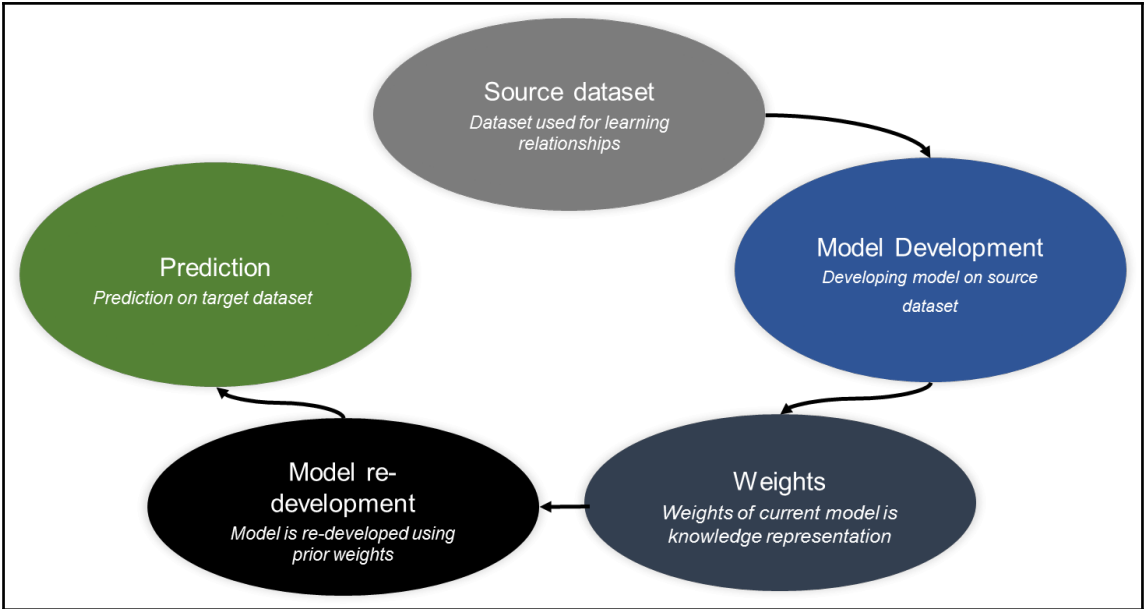 Source dataset
Dataset used for learning
relationships
Model Development
Developing model on source
dataset
Weights
Weights of current model is
knowledge representation
Model re-
development
Model is re-developed using
prior weights
Prediction
Prediction on target dataset